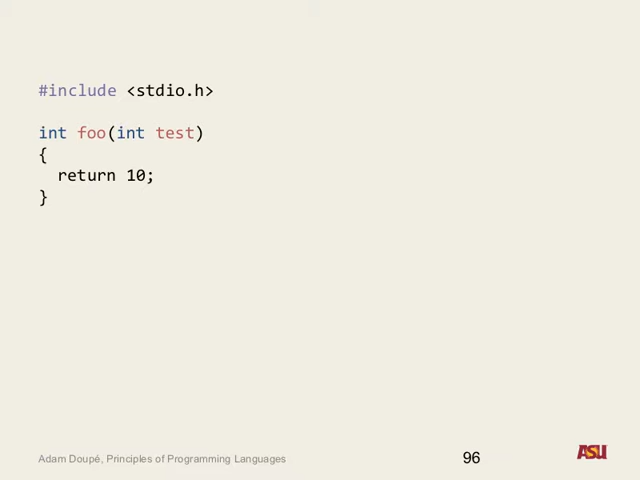 #include <stdio.h>
int foo(int test)
{
return 10;
}
Adam Doupé, Principles of Programming Languages
96
ASU